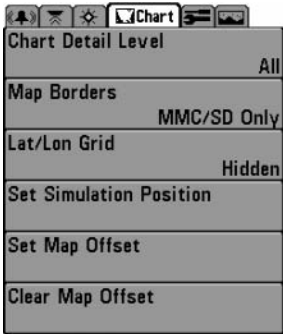 Chart
Chart Detail Level
All
Map Borders
MMC/SD Only
Lat/Lon Grid
Hidden
Set Simulation Position
Set Map Offset
Clear Map Offset